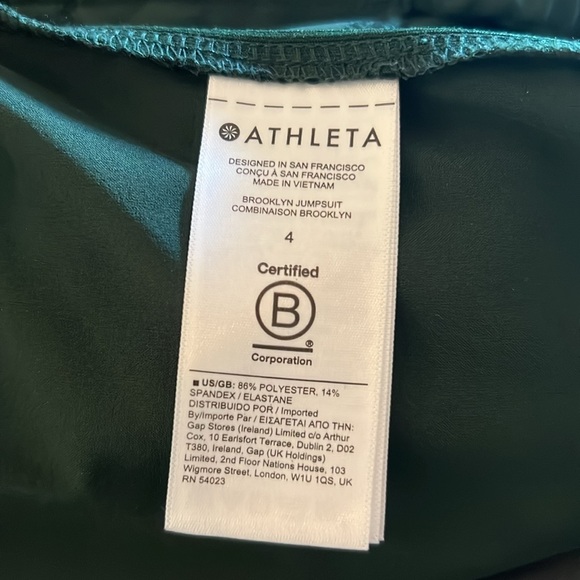 ATHLETA
DESIGNED IN SAN FRANCISCO
CONÇU À SAN FRANCISCO
MADE IN VIETNAM
BROOKLYN JUMPSUIT
COMBINAISON BROOKLYN
4
Certified
B
®
Corporation
■ US/GB: 86% POLYESTER, 14%
SPANDEX / ELASTANE
DISTRIBUIDO POR / Imported
By/Importe Par / ΕΙΣΑΓΕΤΑΙ ΑΠΟ ΤΗΝ:
Gap Stores (Ireland) Limited c/o Arthur
Cox, 10 Earlsfort Terrace, Dublin 2, D02
T380, Ireland, Gap (UK Holdings)
Limited, 2nd Floor Nations House, 103
Wigmore Street, London, W1U 1QS, UK
RN 54023